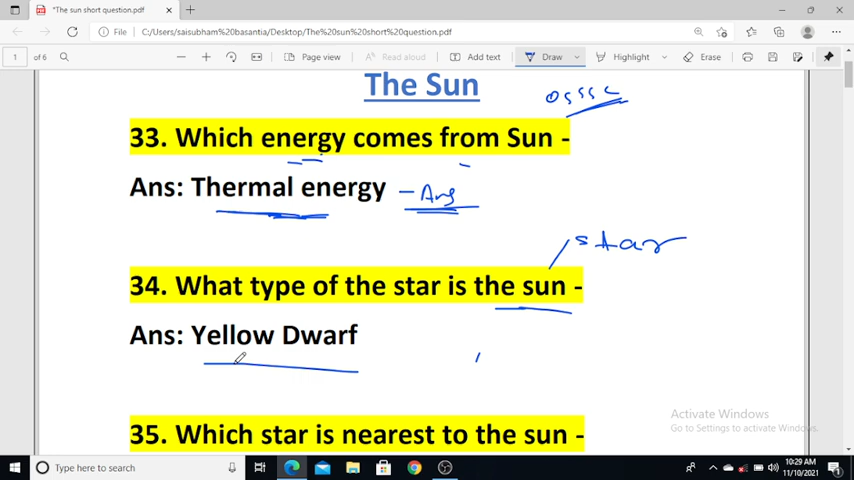 *The sun short question.pdf
File C:/Users/saisubham%20basantia/Desktop/The%20sun%20short%20question.pdf
1 of 6 Page view Read aloud Add text Draw Highlight Erase
The Sun
osssc
33. Which energy comes from Sun -
Ans: Thermal energy - Ans
star
34. What type of the star is the sun -
Ans: Yellow Dwarf
35. Which star is nearest to the sun -
Activate Windows
Go to Settings to activate Windows.
Type here to search
10:29 AM
11/10/2021